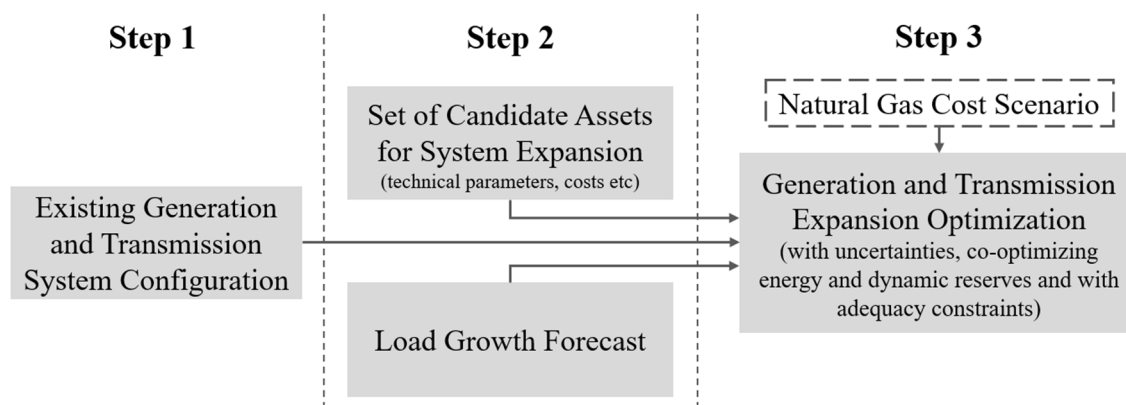 Step 1
Existing Generation
and Transmission
System Configuration
Step 2
Set of Candidate Assets
for System Expansion
(technical parameters, costs etc)
Load Growth Forecast
Step 3
Natural Gas Cost Scenario
Generation and Transmission
Expansion Optimization
(with uncertainties, co-optimizing
energy and dynamic reserves and with
adequacy constraints)